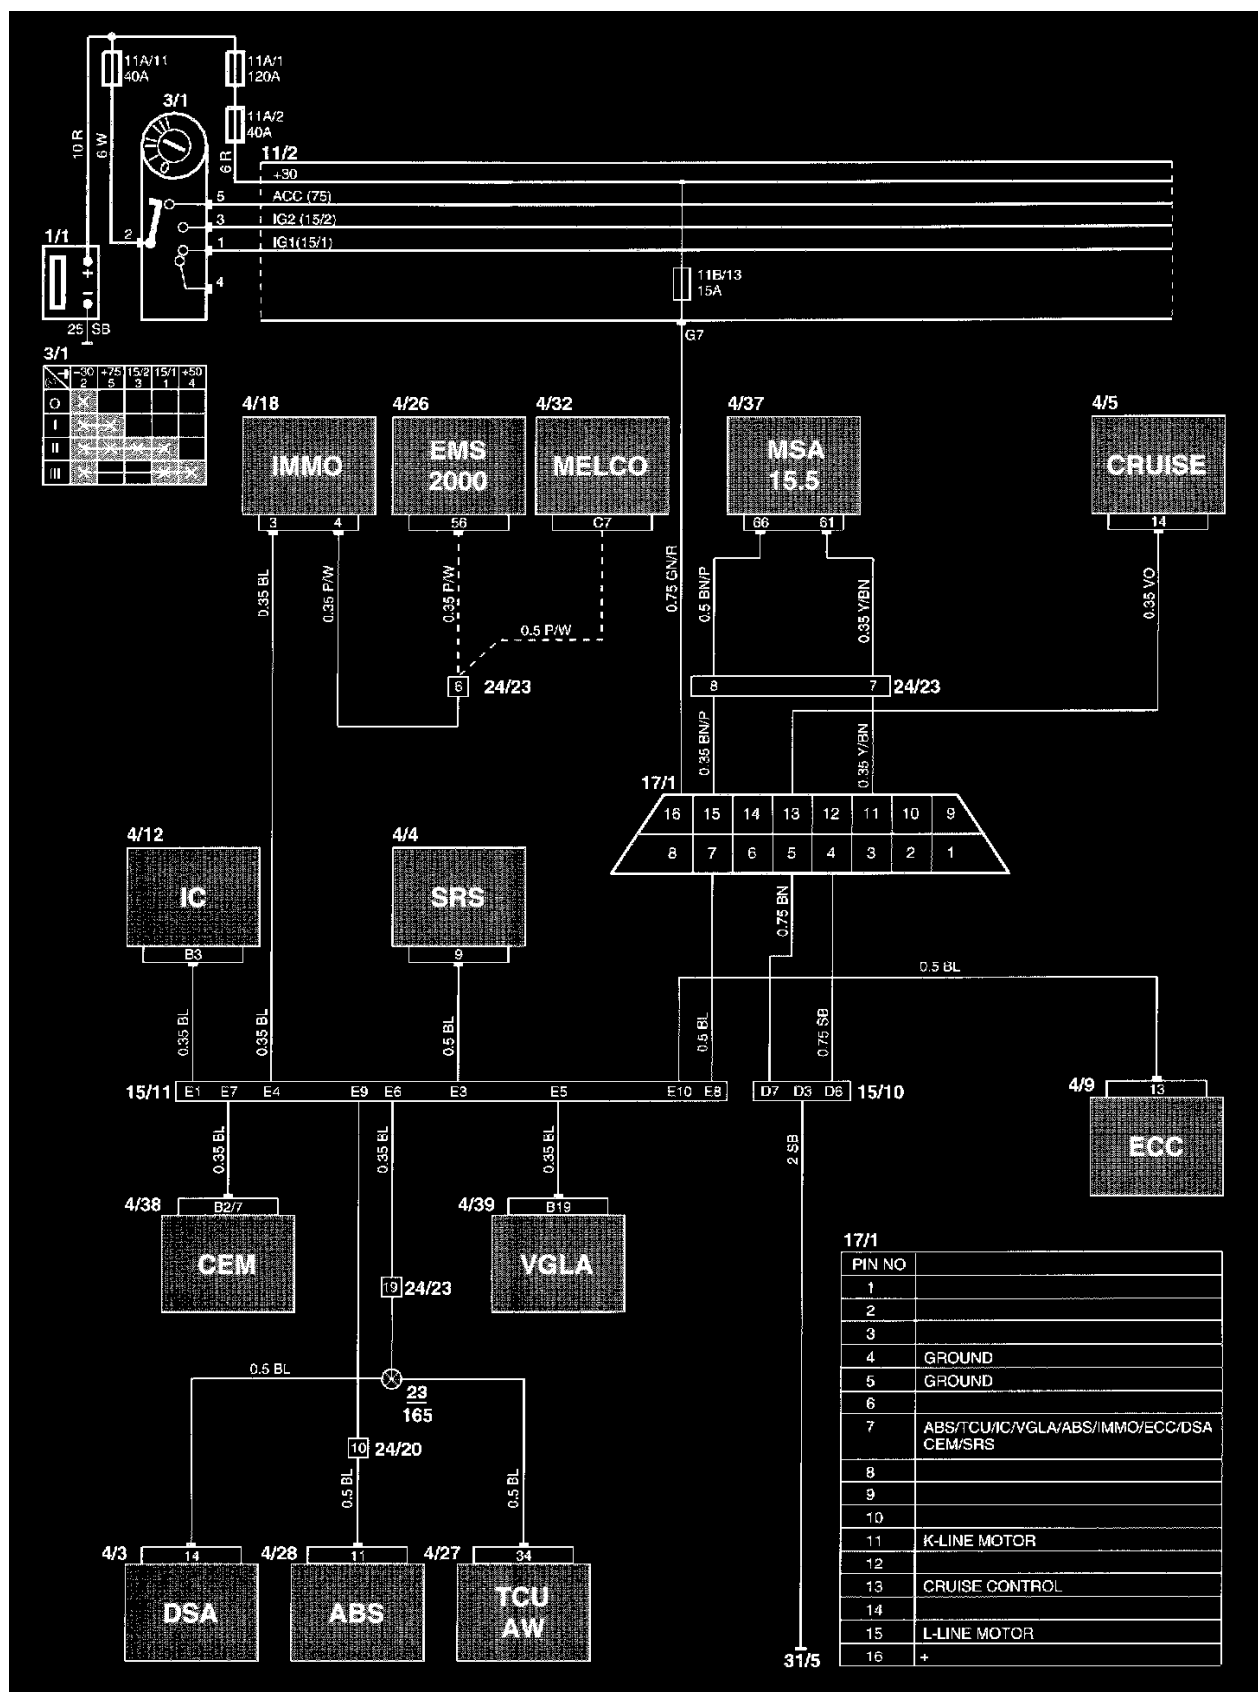 11A/11
40A
11A/1
120A
3/1
11A/2
40A
10 R
6 W
6 R
11/2
+30
ACC (75)
IG2 (15/2)
IG1(15/1)
0
5
3
1
4
2
1/1
+
−
25 SB
11B/13
15A
G7
3/1
−30 +75 15/2 15/1 +50
2 5 3 1 4
O
I
II
III
4/18
IMMO
3 4
4/26
EMS
2000
56
4/32
MELCO
C7
4/37
MSA
15.5
66 61
4/5
CRUISE
14
0.35 BL
0.35 P/W
0.35 P/W
0.5 P/W
0.75 GN/R
0.5 BN/P
0.35 Y/BN
0.35 VO
6
24/23
8 7
24/23
0.35 BN/P
0.35 Y/BN
17/1
16 15 14 13 12 11 10 9
8 7 6 5 4 3 2 1
4/12
IC
B3
4/4
SRS
9
0.75 BN
0.5 BL
0.35 BL
0.35 BL
0.5 BL
0.5 BL
0.75 SB
15/11
E1 E7 E4 E9 E6 E3 E5 E10 E8
D7 D3 D6
15/10
4/9
13
ECC
0.35 BL
0.35 BL
0.35 BL
2 SB
4/38
B2/7
CEM
4/39
B19
VGLA
19
24/23
0.5 BL
23
165
10
24/20
0.5 BL
0.5 BL
4/3
14
DSA
4/28
11
ABS
4/27
34
TCU
AW
31/5
17/1
PIN NO
1
2
3
4 GROUND
5 GROUND
6
7 ABS/TCU/IC/VGLA/ABS/IMMO/ECC/DSA
CEM/SRS
8
9
10
11 K-LINE MOTOR
12
13 CRUISE CONTROL
14
15 L-LINE MOTOR
16 +